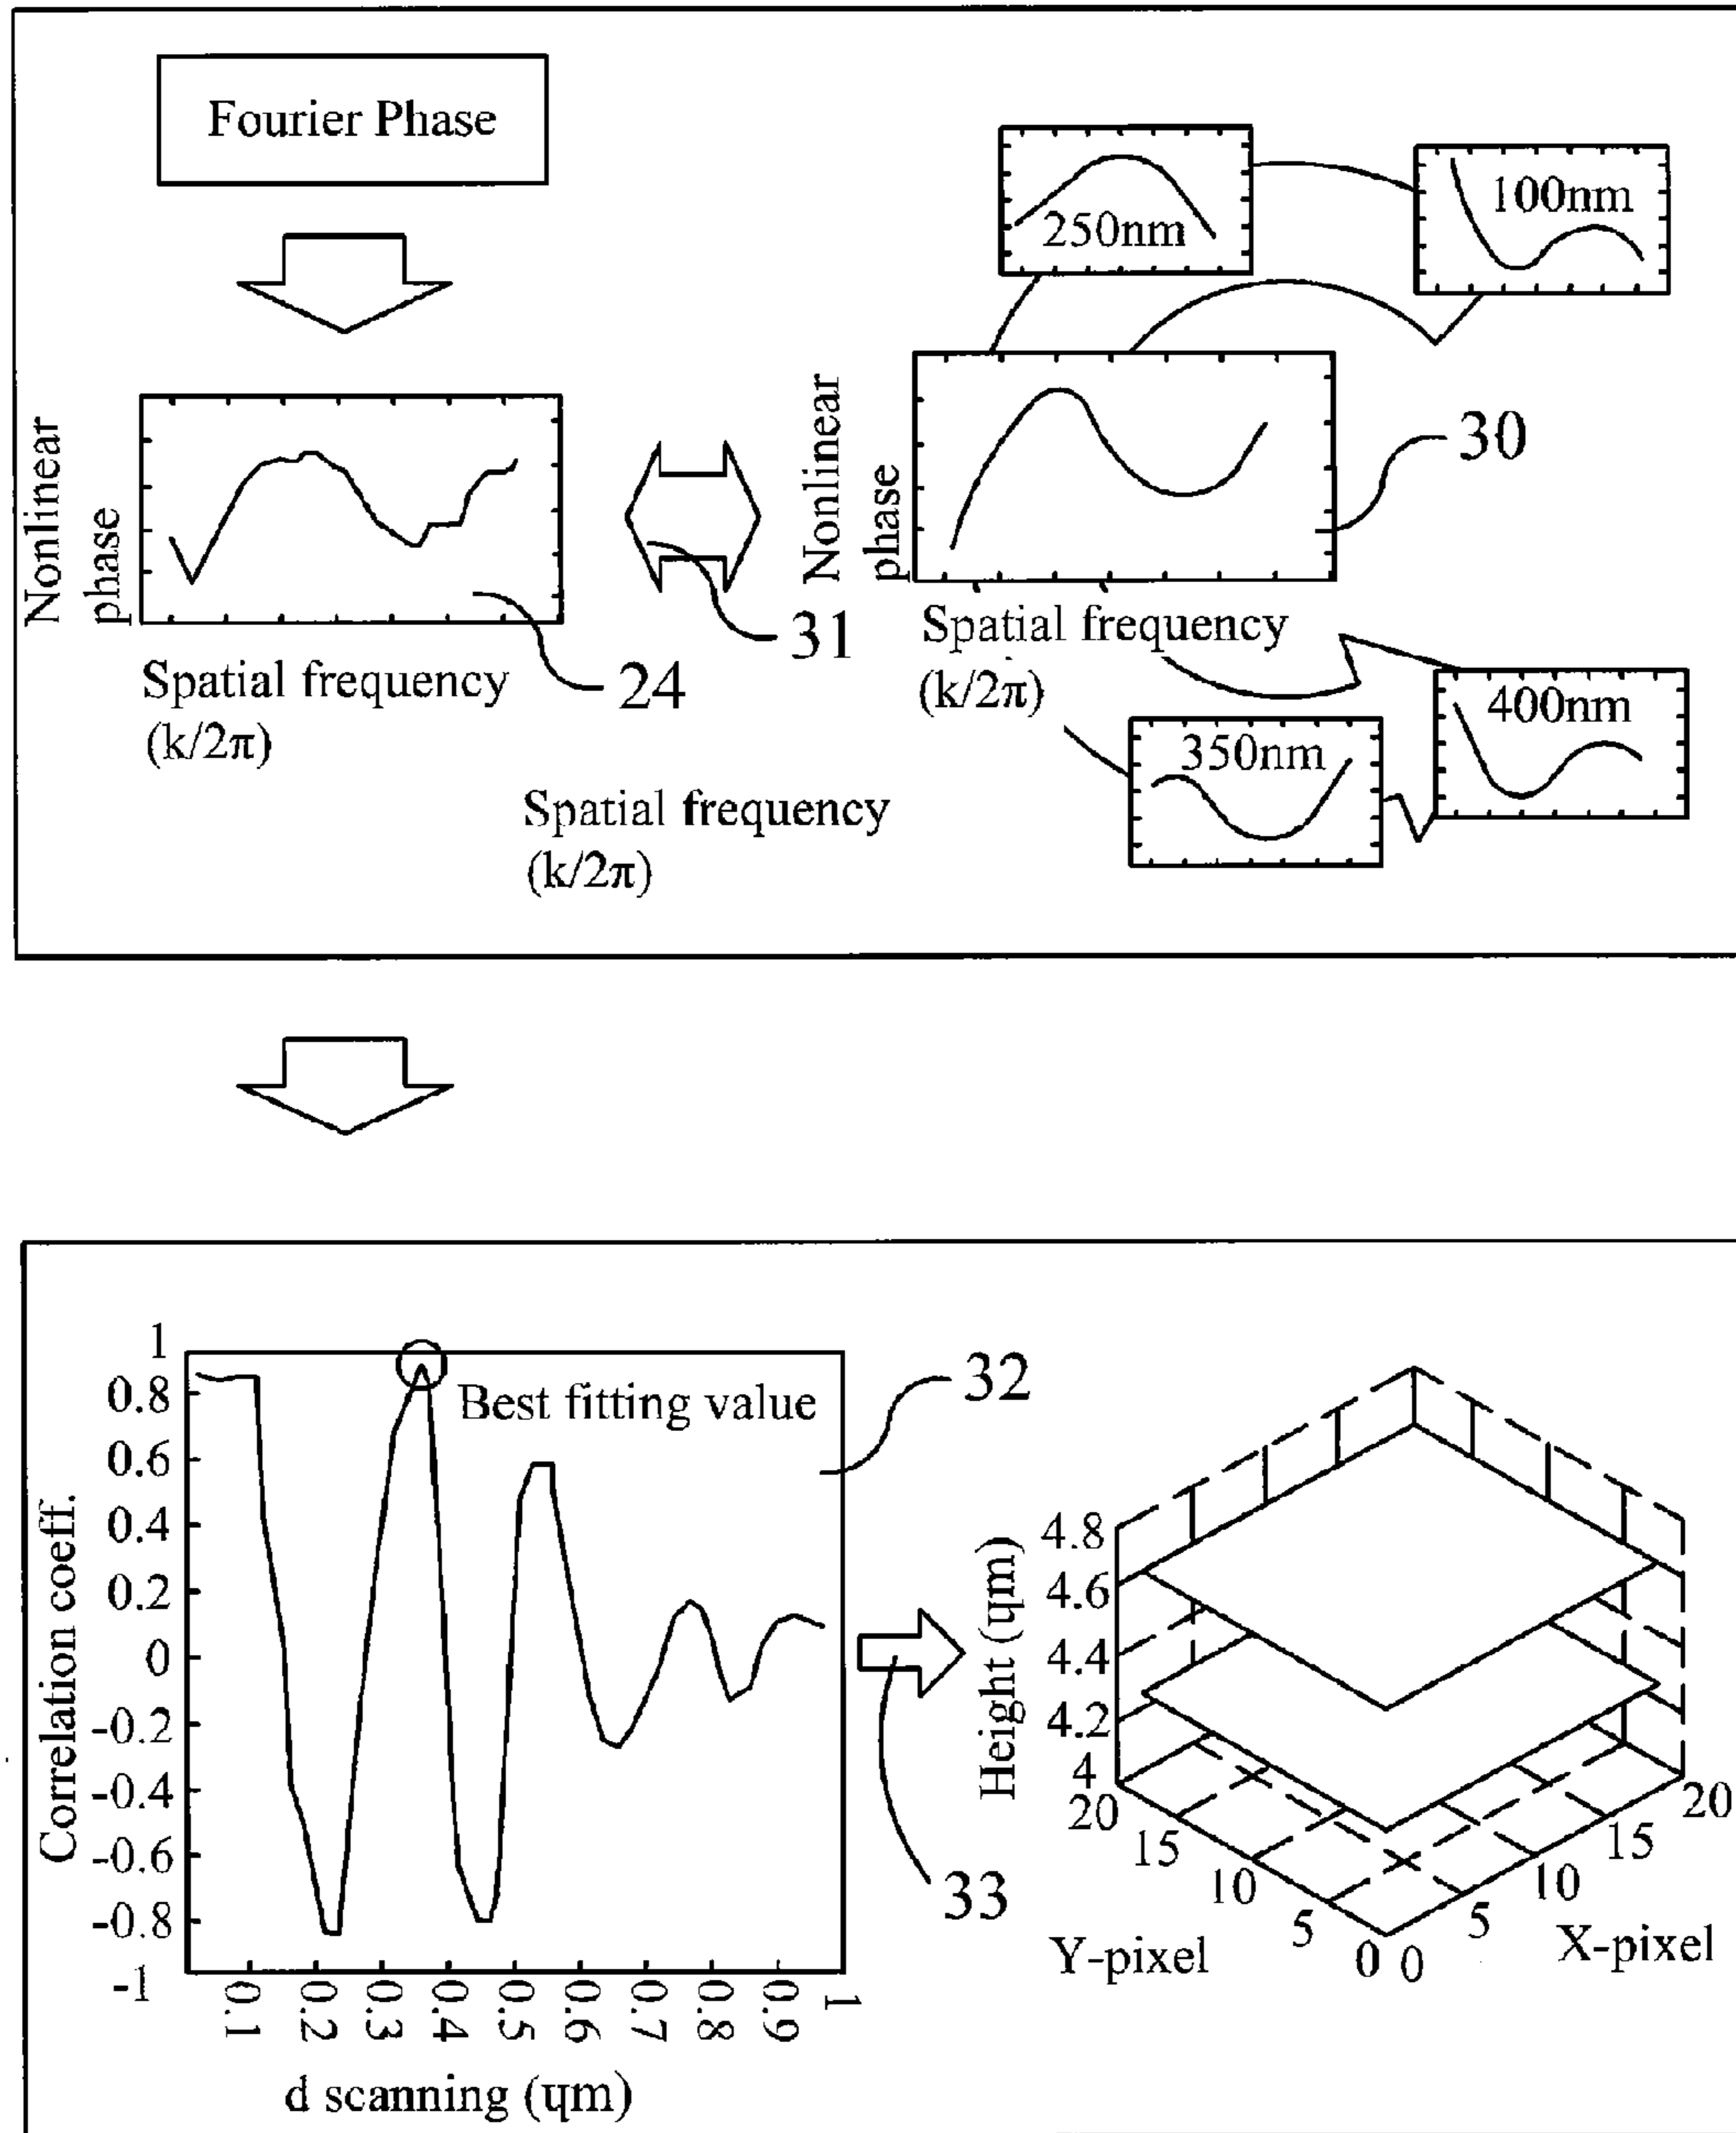 Fourier Phase
250nm
100nm
Nonlinear
phase
Nonlinear
phase
30
31
24
Spatial frequency
(k/2π)
Spatial frequency
(k/2π)
400nm
350nm
Spatial frequency
(k/2π)
1
0.8
0.6
0.4
0.2
0
-0.2
-0.4
-0.6
-0.8
-1
Correlation coeff.
Best fitting value
32
0.1
0.2
0.3
0.4
0.5
0.6
0.7
0.8
0.9
1
d scanning (ɥm)
33
Height (ɥm)
4.8
4.6
4.4
4.2
4
20
15
10
5
0
Y-pixel
0
5
10
15
20
X-pixel